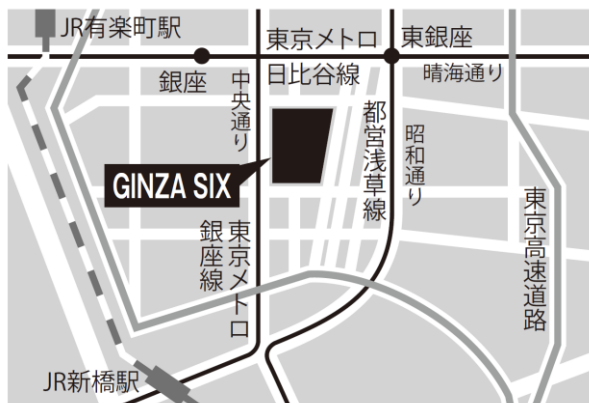 JR有楽町駅
東京メトロ
日比谷線
東銀座
銀座
晴海通り
中央通り
GINZA SIX
都営浅草線
昭和通り
東京メトロ
銀座線
東京高速道路
JR新橋駅